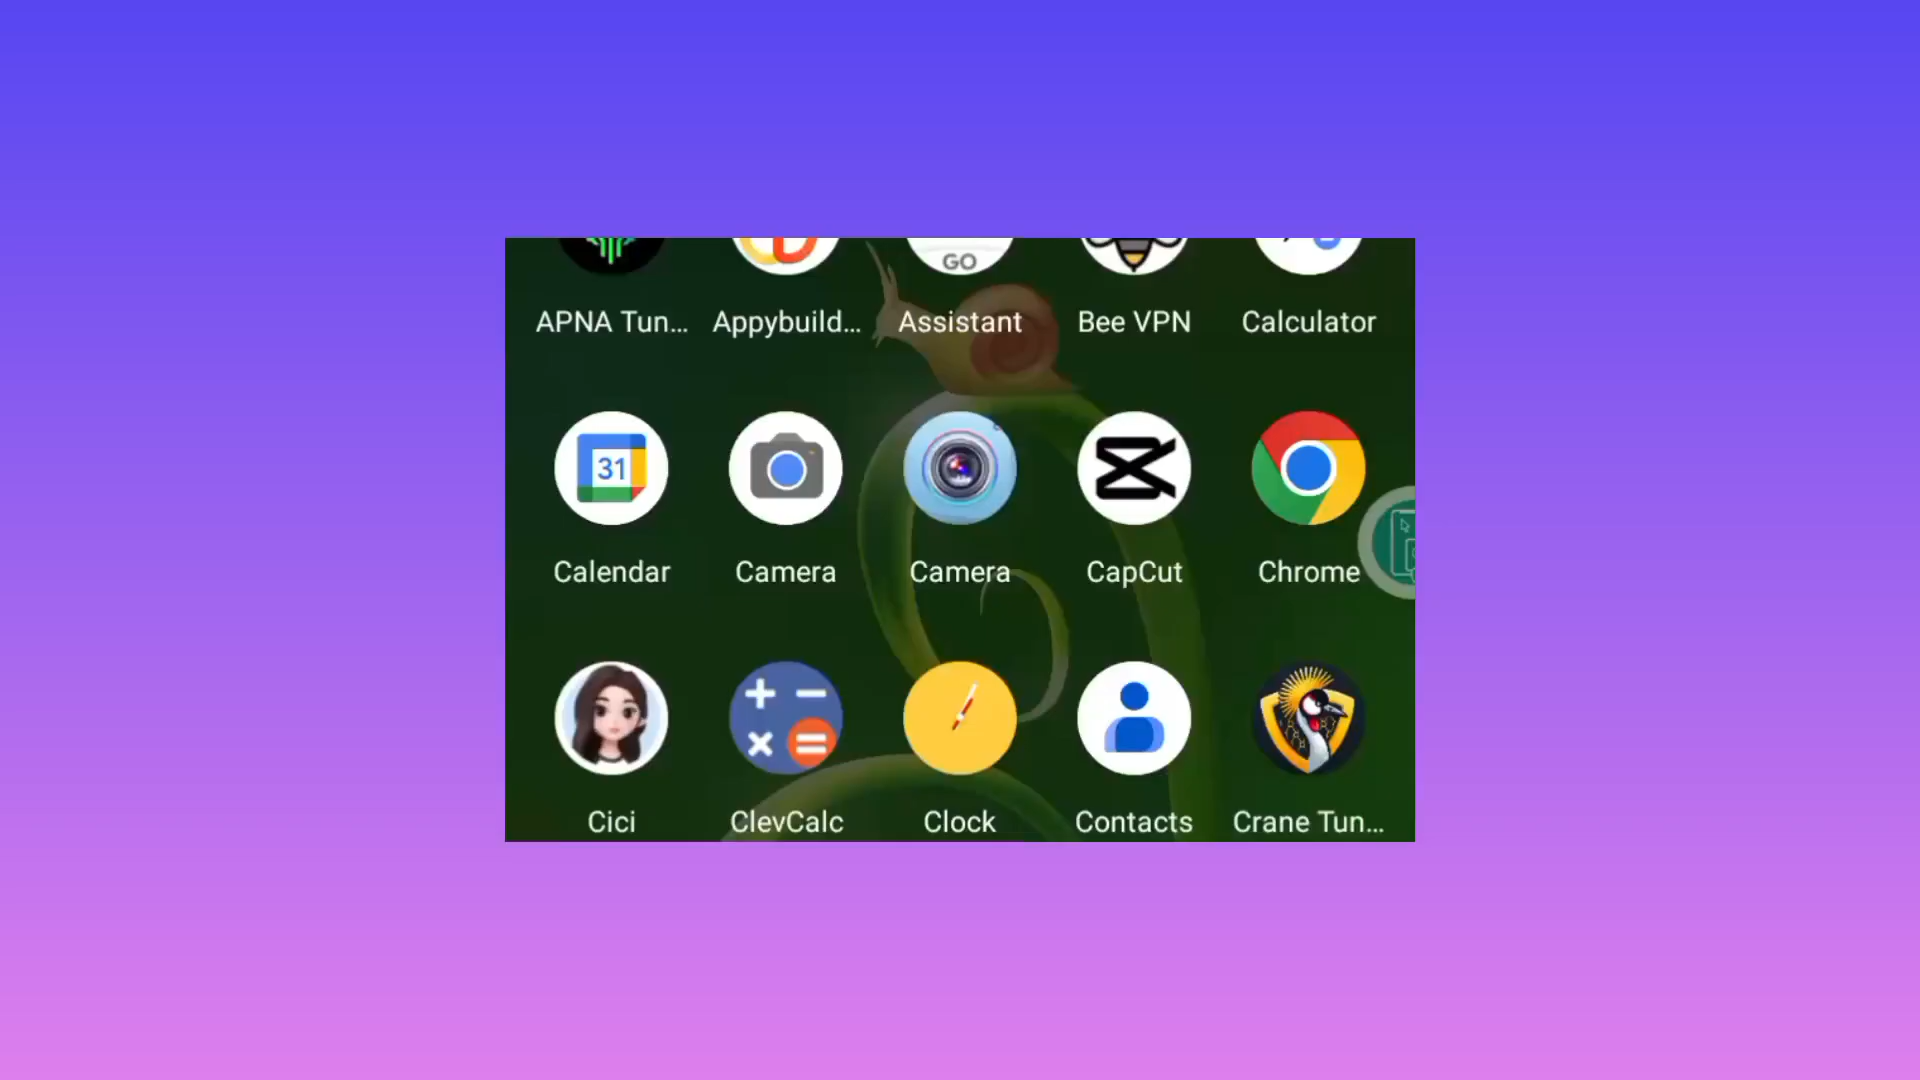 GO
APNA Tun... Appybuild... Assistant Bee VPN Calculator
31
Calendar Camera Camera CapCut Chrome
Cici ClevCalc Clock Contacts Crane Tun...